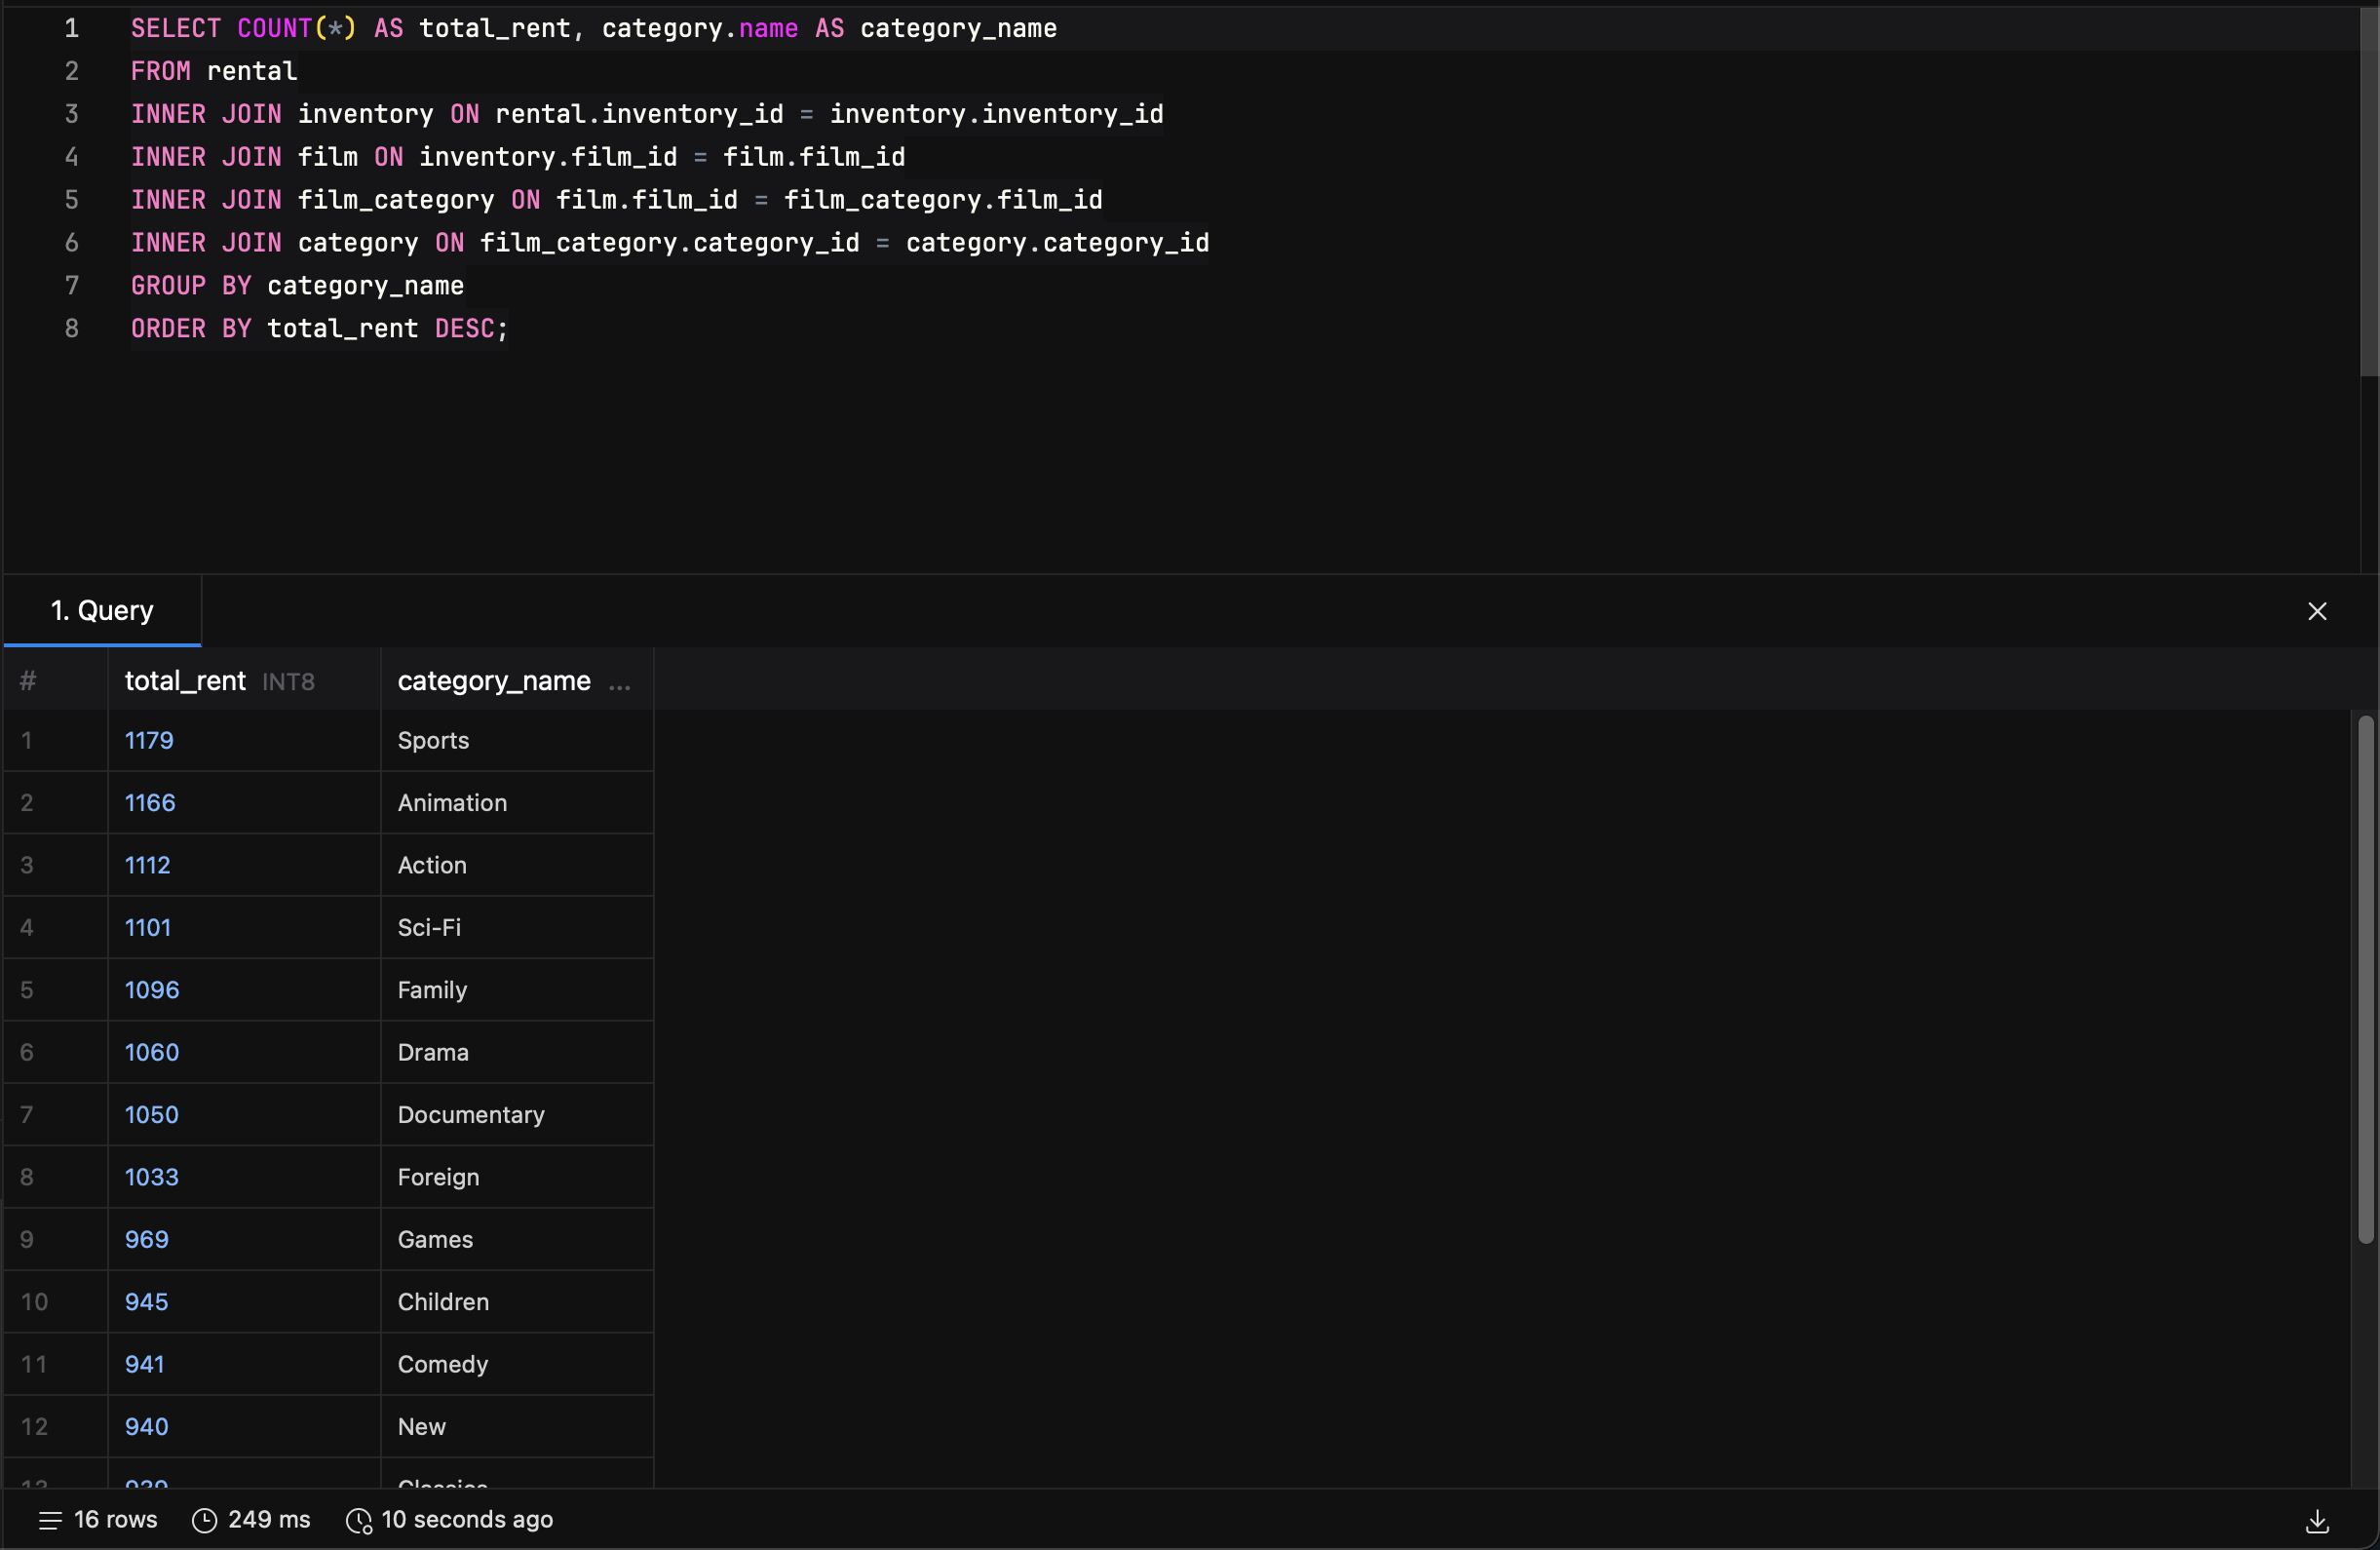 1 SELECT COUNT(*) AS total_rent, category.name AS category_name
2 FROM rental
3 INNER JOIN inventory ON rental.inventory_id = inventory.inventory_id
4 INNER JOIN film ON inventory.film_id = film.film_id
5 INNER JOIN film_category ON film.film_id = film_category.film_id
6 INNER JOIN category ON film_category.category_id = category.category_id
7 GROUP BY category_name
8 ORDER BY total_rent DESC;
1. Query
# total_rent INT8 category_name ...
1 1179 Sports
2 1166 Animation
3 1112 Action
4 1101 Sci-Fi
5 1096 Family
6 1060 Drama
7 1050 Documentary
8 1033 Foreign
9 969 Games
10 945 Children
11 941 Comedy
12 940 New
13 939 Classics
16 rows 249 ms 10 seconds ago